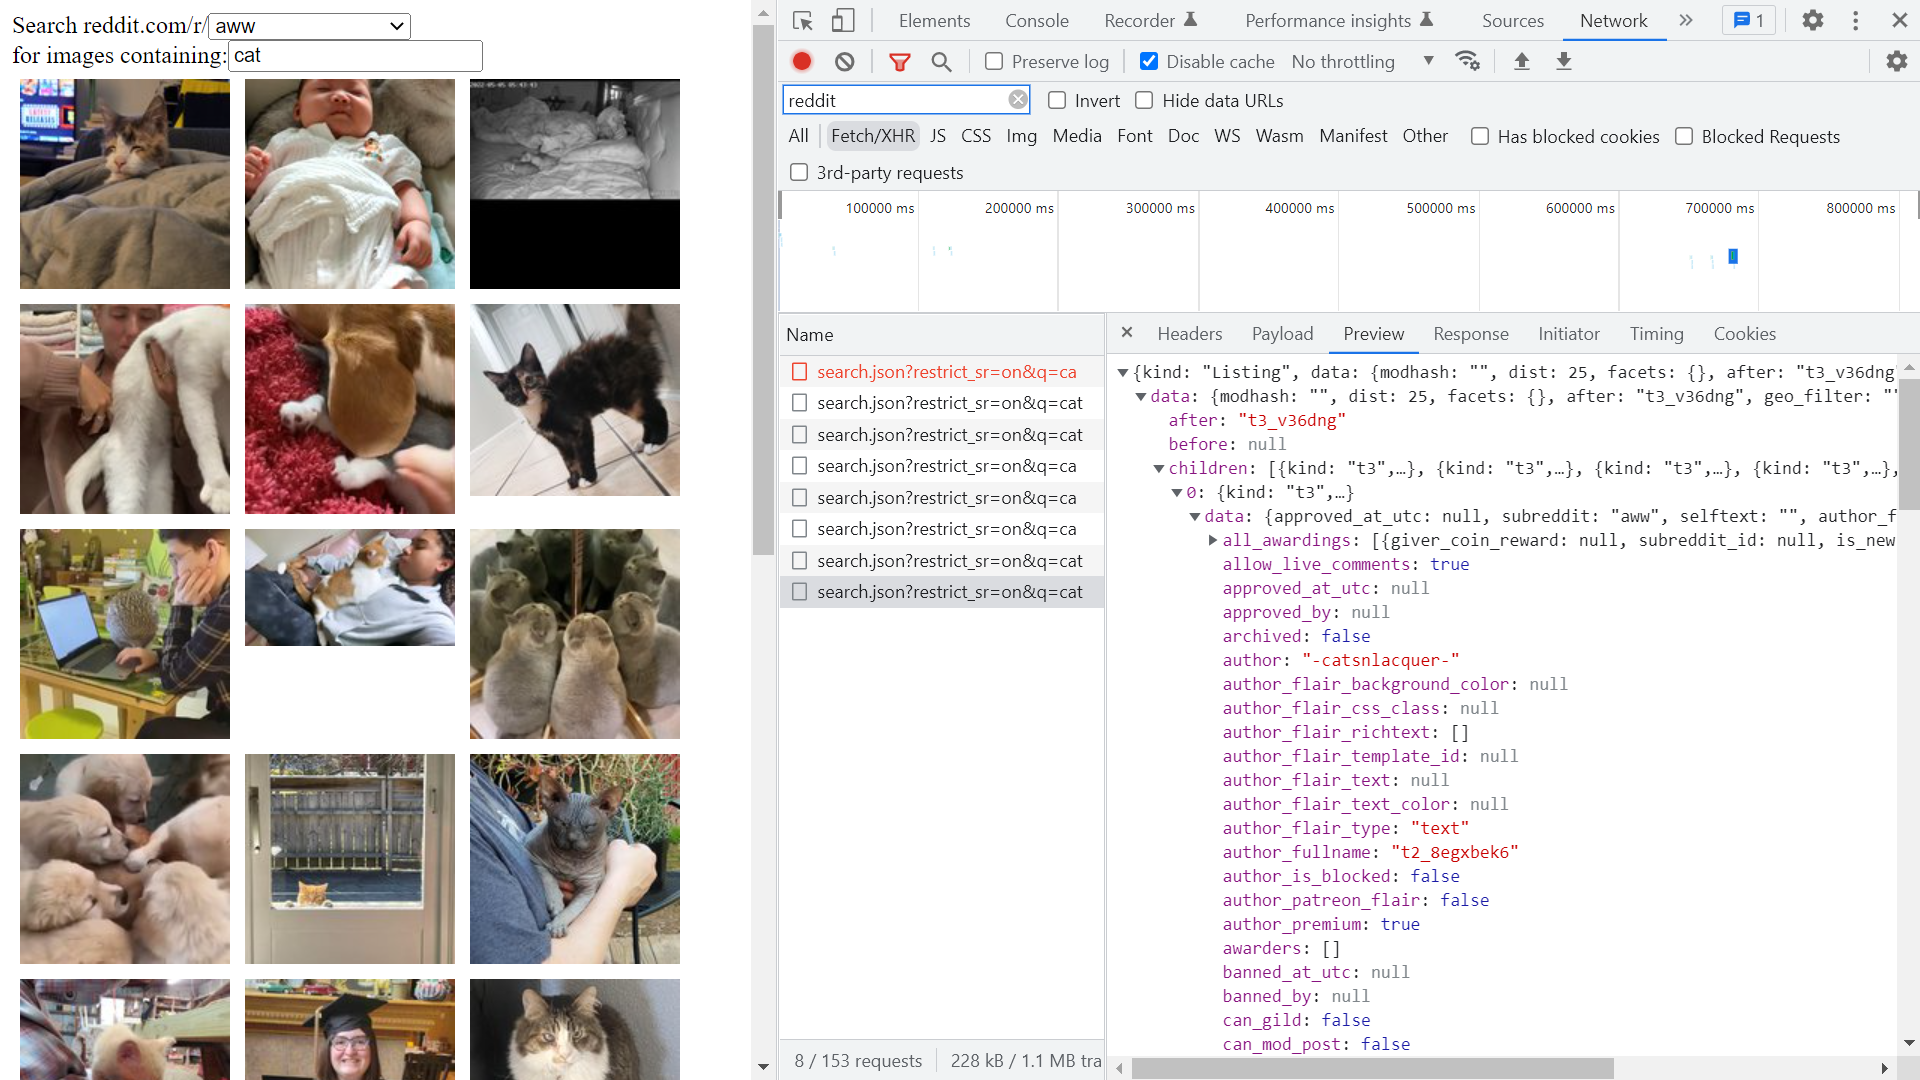 Search reddit.com/r/ aww
for images containing: cat
LATEST
RELEASES
2022-05-05 05:43:43
Elements Console Recorder Performance insights Sources Network 1
Preserve log Disable cache No throttling
reddit Invert Hide data URLs
All Fetch/XHR JS CSS Img Media Font Doc WS Wasm Manifest Other Has blocked cookies Blocked Requests
3rd-party requests
100000 ms 200000 ms 300000 ms 400000 ms 500000 ms 600000 ms 700000 ms 800000 ms
Name
search.json?restrict_sr=on&q=ca
search.json?restrict_sr=on&q=cat
search.json?restrict_sr=on&q=cat
search.json?restrict_sr=on&q=ca
search.json?restrict_sr=on&q=ca
search.json?restrict_sr=on&q=ca
search.json?restrict_sr=on&q=cat
search.json?restrict_sr=on&q=cat
8 / 153 requests 228 kB / 1.1 MB tra
Headers Payload Preview Response Initiator Timing Cookies
{kind: "Listing", data: {modhash: "", dist: 25, facets: {}, after: "t3_v36dng"
data: {modhash: "", dist: 25, facets: {}, after: "t3_v36dng", geo_filter: ""
after: "t3_v36dng"
before: null
children: [{kind: "t3",…}, {kind: "t3",…}, {kind: "t3",…}, {kind: "t3",…},
0: {kind: "t3",…}
data: {approved_at_utc: null, subreddit: "aww", selftext: "", author_f
all_awardings: [{giver_coin_reward: null, subreddit_id: null, is_new
allow_live_comments: true
approved_at_utc: null
approved_by: null
archived: false
author: "-catsnlacquer-"
author_flair_background_color: null
author_flair_css_class: null
author_flair_richtext: []
author_flair_template_id: null
author_flair_text: null
author_flair_text_color: null
author_flair_type: "text"
author_fullname: "t2_8egxbek6"
author_is_blocked: false
author_patreon_flair: false
author_premium: true
awarders: []
banned_at_utc: null
banned_by: null
can_gild: false
can_mod_post: false